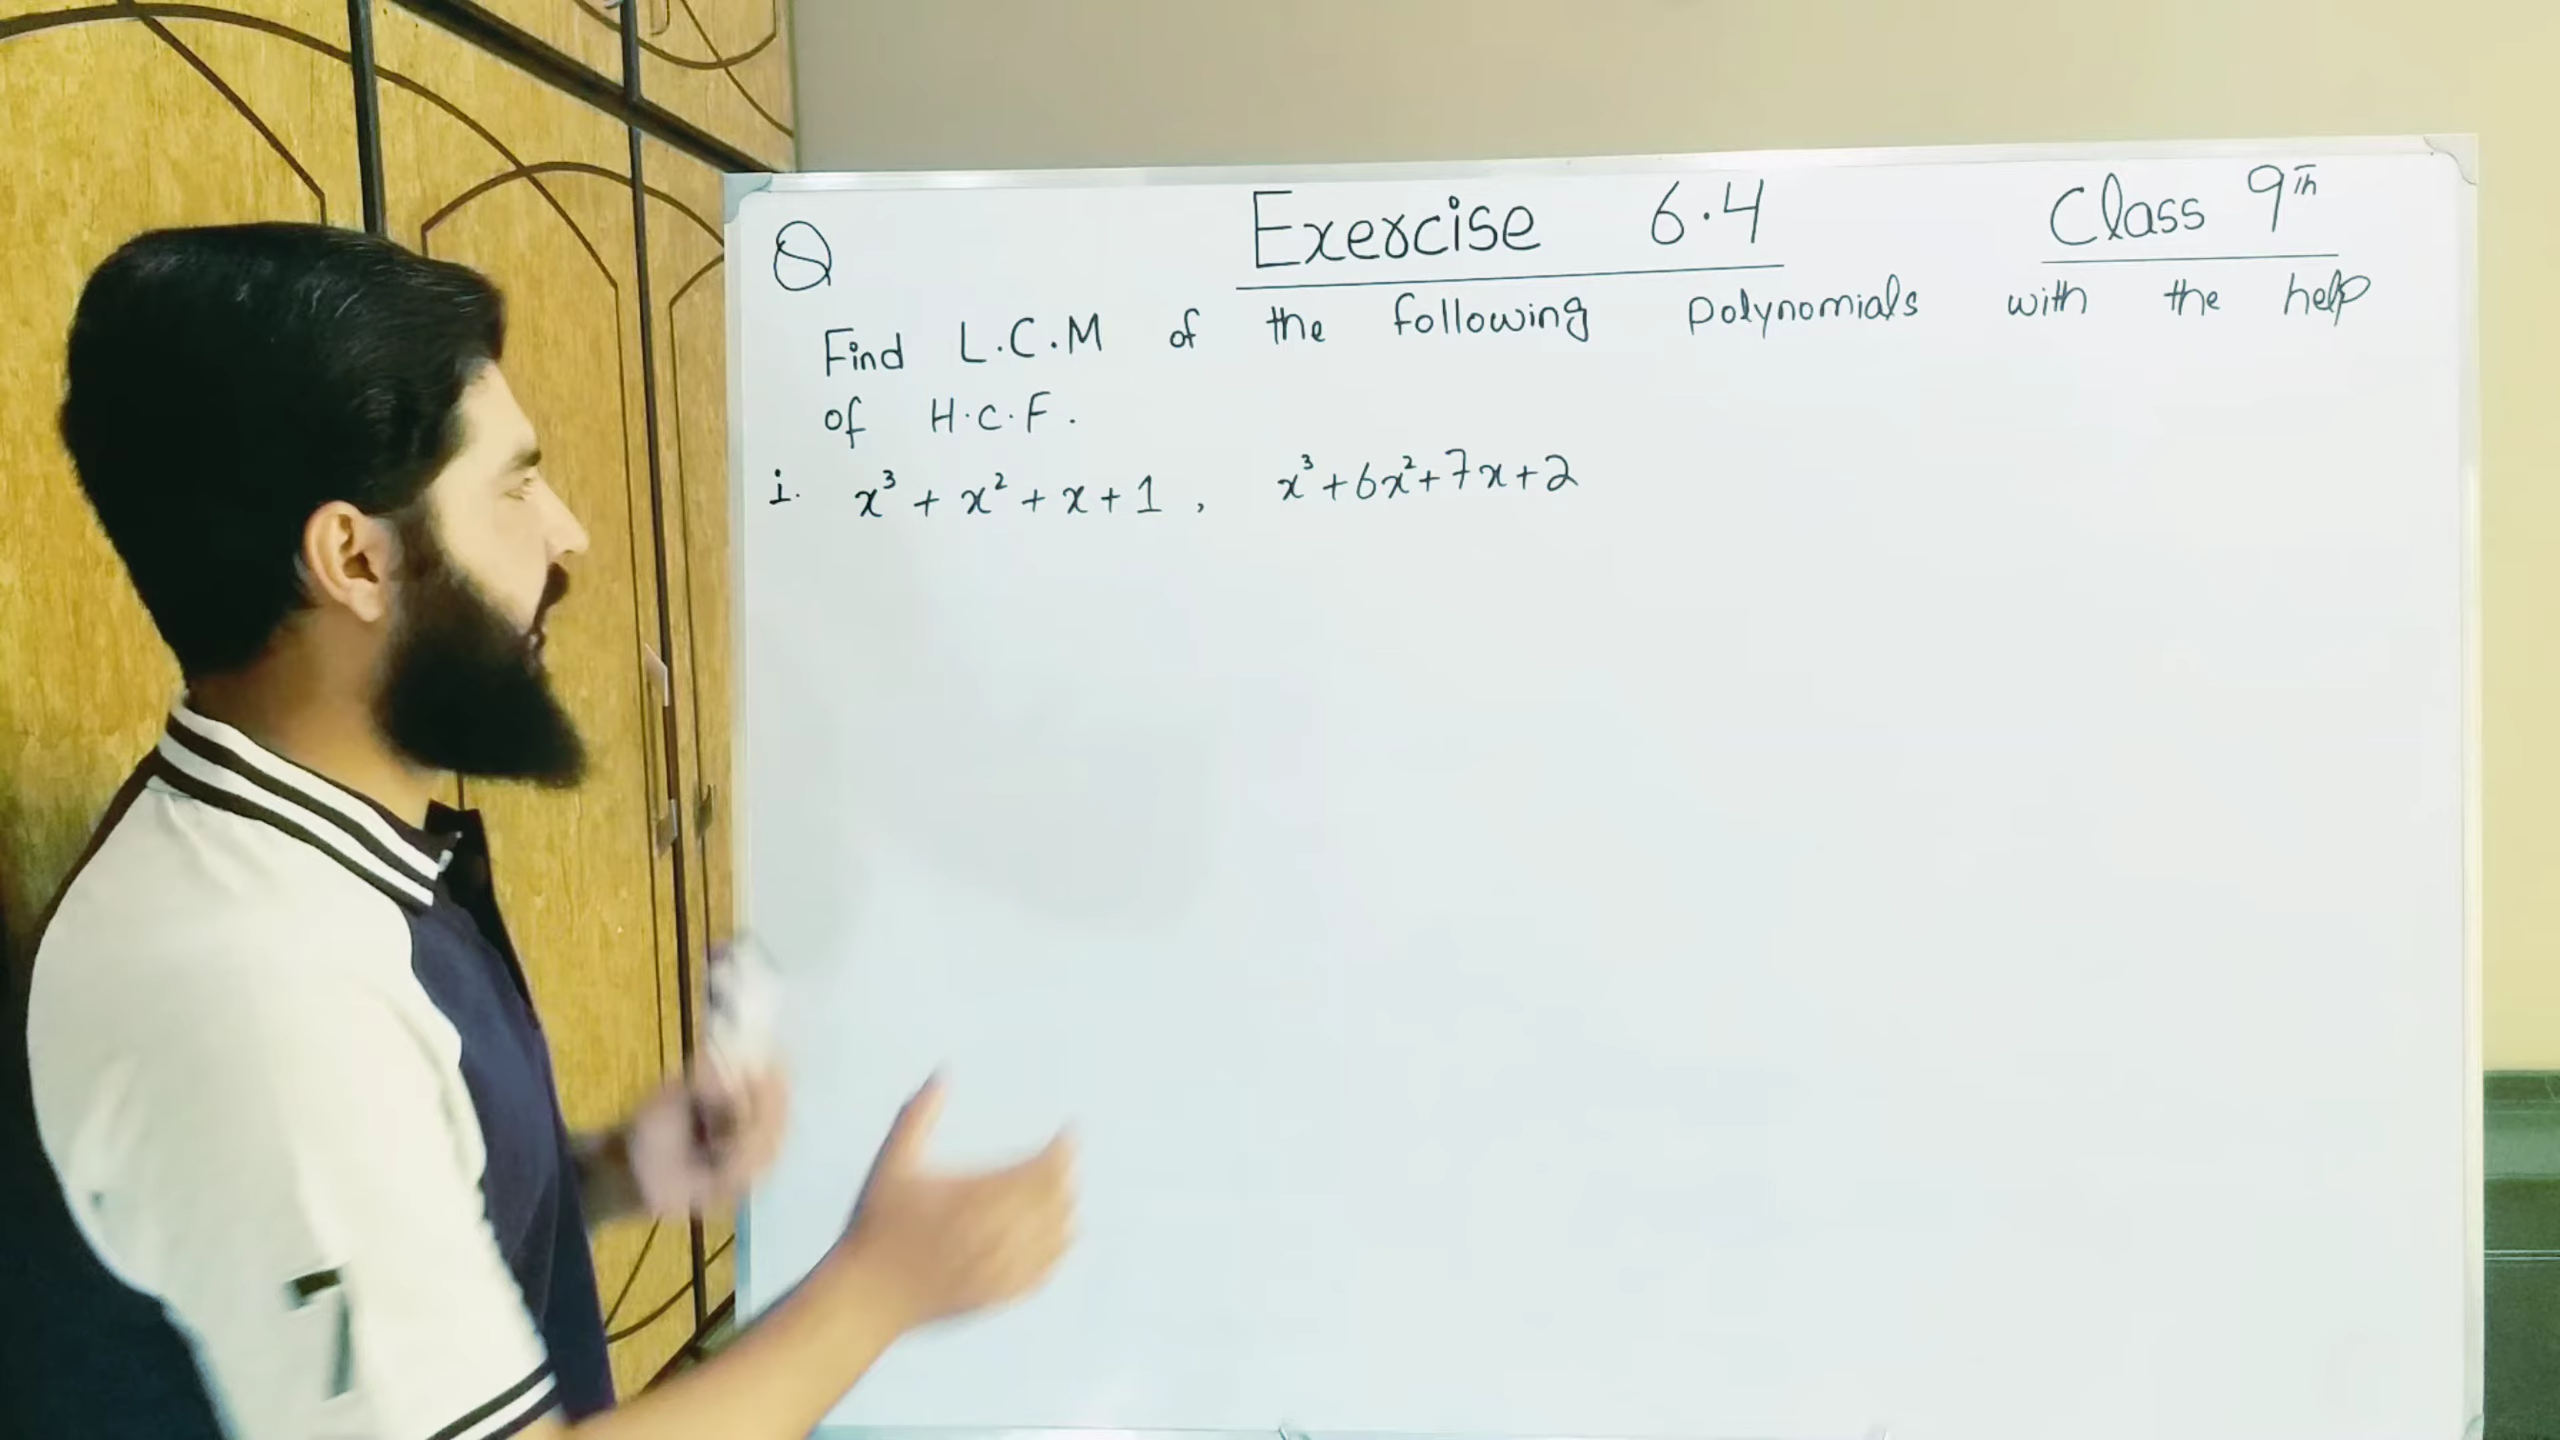 Q Exercise 6.4 Class 9th
Find L.C.M of the following polynomials with the help
of H.C.F.
i. x³ + x² + x + 1 , x³+6x²+7x+2